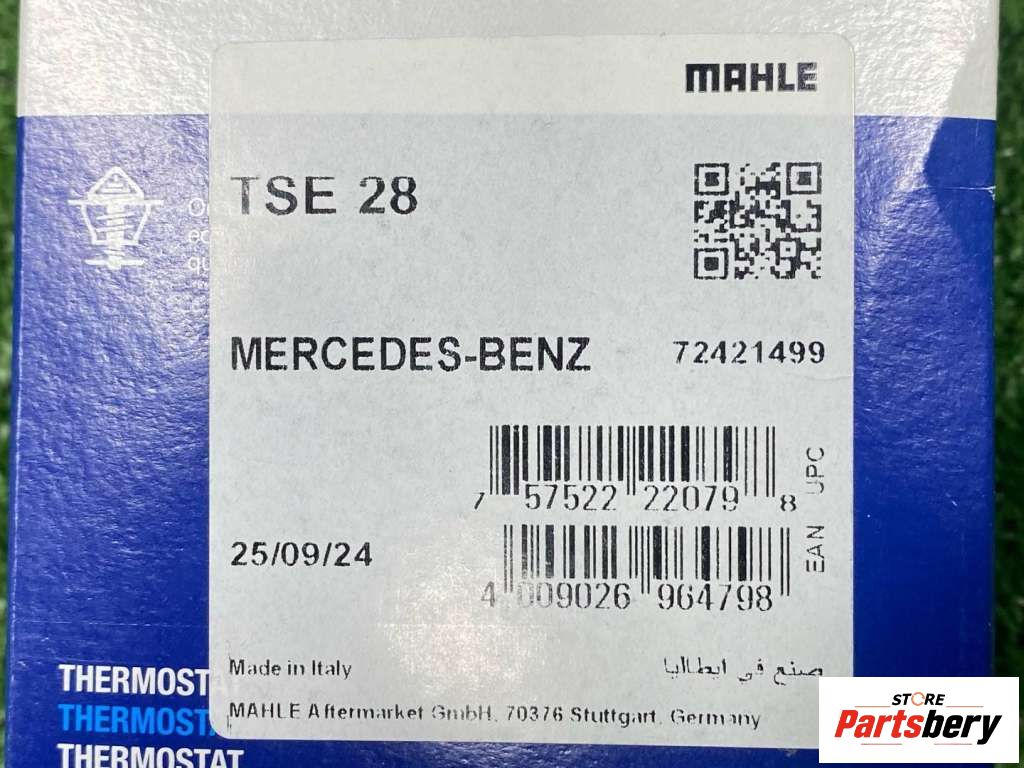 MAHLE
TSE 28
MERCEDES-BENZ 72421499
7 57522 22079 8
UPC
25/09/24
4 009026 964798
EAN
Made in Italy صنع في ايطاليا
MAHLE Aftermarket GmbH, 70376 Stuttgart, Germany
THERMOSTAT
THERMOST
THERMOSTAT
STORE
Partsbery